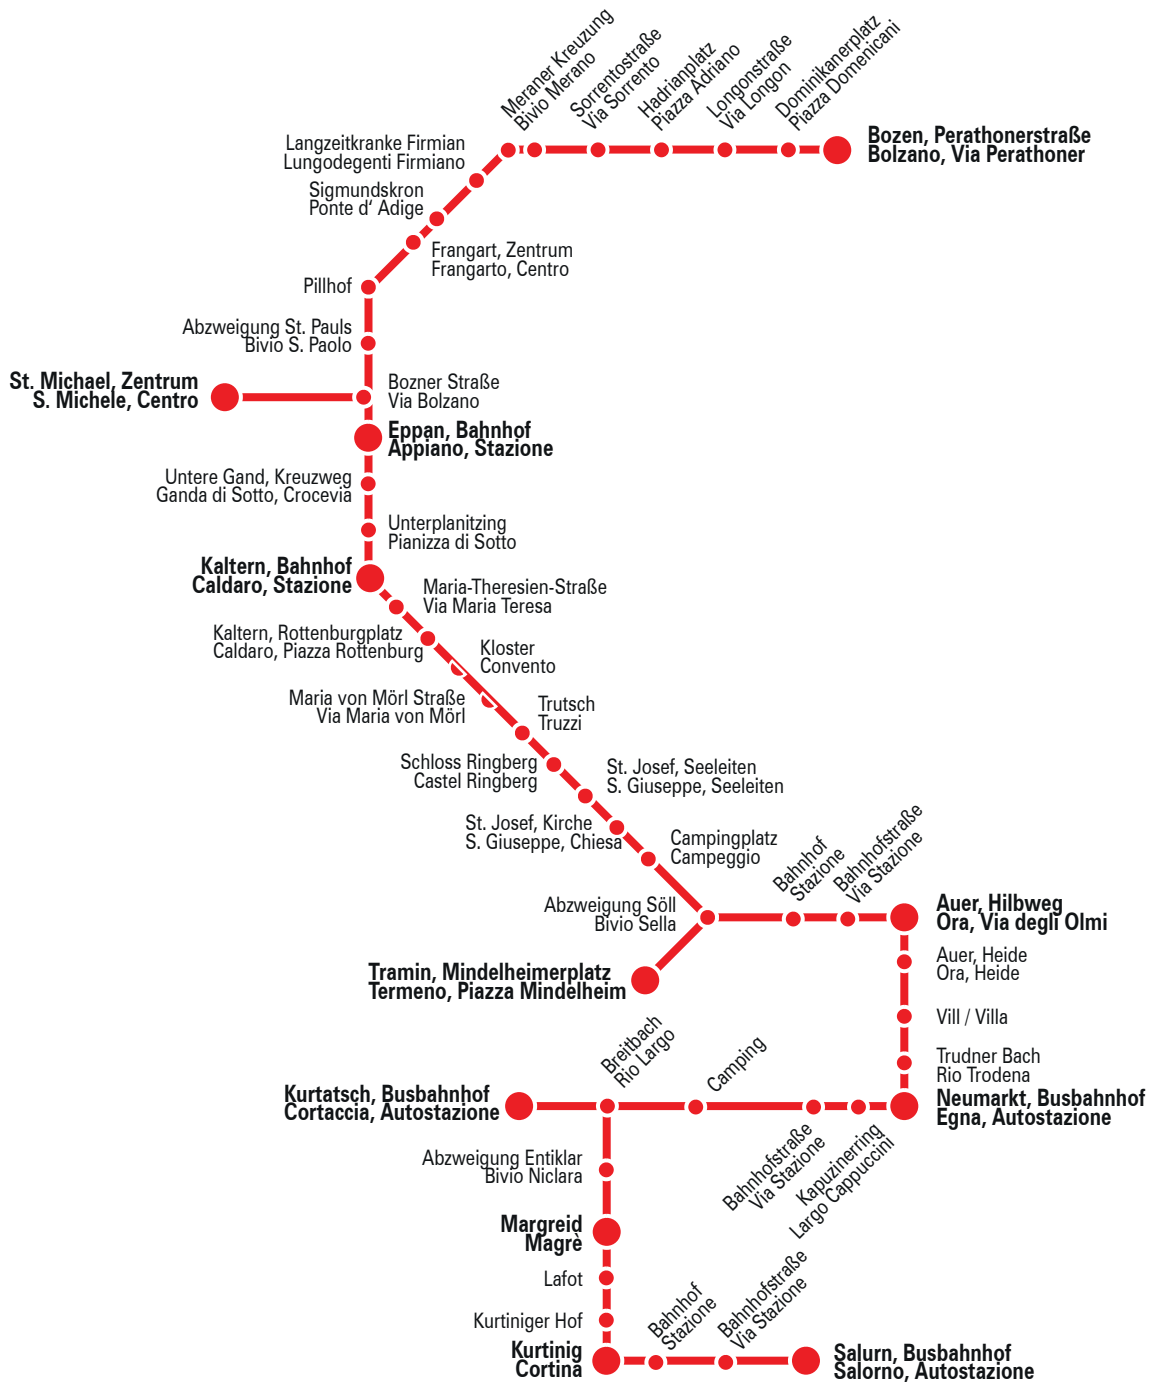 Meraner Kreuzung
Bivio Merano
Sorrentostraße
Via Sorrento
Hadrianplatz
Piazza Adriano
Longonstraße
Via Longon
Dominikanerplatz
Piazza Domenicani
Bozen, Perathonerstraße
Bolzano, Via Perathoner
Langzeitkranke Firmian
Lungodegenti Firmiano
Sigmundskron
Ponte d‘ Adige
Frangart, Zentrum
Frangarto, Centro
Pillhof
Abzweigung St. Pauls
Bivio S. Paolo
St. Michael, Zentrum
S. Michele, Centro
Bozner Straße
Via Bolzano
Eppan, Bahnhof
Appiano, Stazione
Untere Gand, Kreuzweg
Ganda di Sotto, Crocevia
Unterplanitzing
Pianizza di Sotto
Kaltern, Bahnhof
Caldaro, Stazione
Maria-Theresien-Straße
Via Maria Teresa
Kaltern, Rottenburgplatz
Caldaro, Piazza Rottenburg
Kloster
Convento
Maria von Mörl Straße
Via Maria von Mörl
Trutsch
Truzzi
Schloss Ringberg
Castel Ringberg
St. Josef, Seeleiten
S. Giuseppe, Seeleiten
St. Josef, Kirche
S. Giuseppe, Chiesa
Campingplatz
Campeggio
Abzweigung Söll
Bivio Sella
Bahnhof
Stazione
Bahnhofstraße
Via Stazione
Auer, Hilbweg
Ora, Via degli Olmi
Tramin, Mindelheimerplatz
Termeno, Piazza Mindelheim
Auer, Heide
Ora, Heide
Vill / Villa
Trudner Bach
Rio Trodena
Neumarkt, Busbahnhof
Egna, Autostazione
Kapuzinerring
Largo Cappuccini
Bahnhofstraße
Via Stazione
Camping
Breitbach
Rio Largo
Kurtatsch, Busbahnhof
Cortaccia, Autostazione
Abzweigung Entiklar
Bivio Niclara
Margreid
Magrè
Lafot
Kurtiniger Hof
Kurtinig
Cortina
Bahnhof
Stazione
Bahnhofstraße
Via Stazione
Salurn, Busbahnhof
Salorno, Autostazione